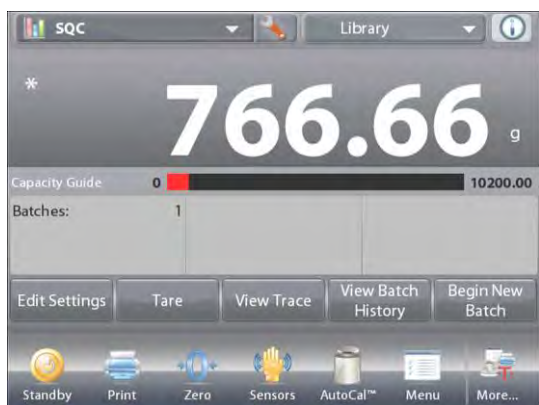 SQC Library
*
766.66 g
Capacity Guide 0 10200.00
Batches: 1
Edit Settings Tare View Trace View Batch History Begin New Batch
Standby Print Zero Sensors AutoCal™ Menu More...